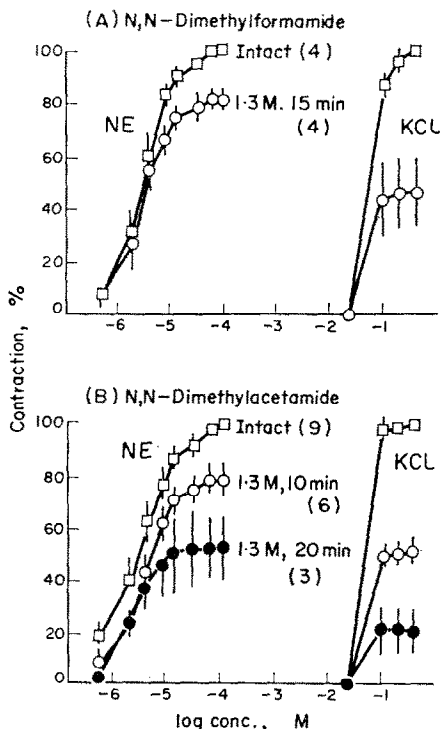 (A) N,N-Dimethylformamide
100
80
60
40
20
0
NE
Intact (4)
1·3 M. 15 min
(4)
KCL
-6
-5
-4
-3
-2
-1
Contraction, %
(B) N,N-Dimethylacetamide
100
80
60
40
20
NE
Intact (9)
1·3 M, 10 min
(6)
1·3 M, 20 min
(3)
KCL
-6
-5
-4
-3
-2
-1
log conc., M